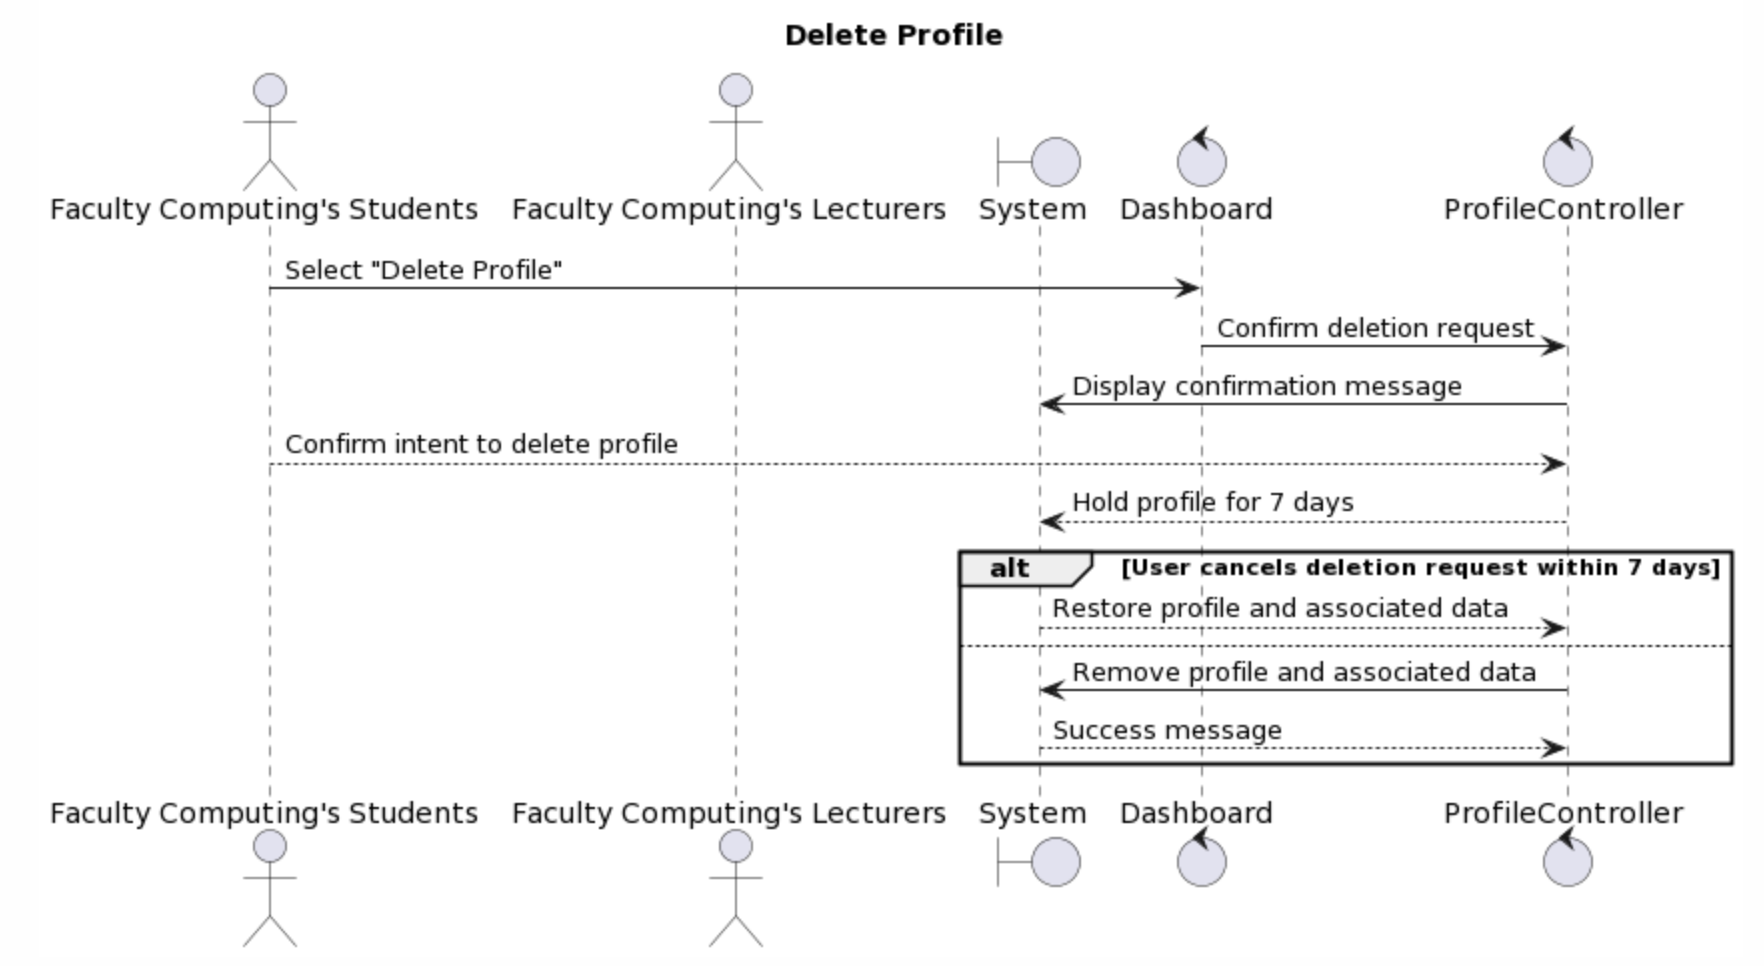 Delete Profile
Faculty Computing's Students Faculty Computing's Lecturers System Dashboard ProfileController
Select "Delete Profile"
Confirm deletion request
Display confirmation message
Confirm intent to delete profile
Hold profile for 7 days
alt [User cancels deletion request within 7 days]
Restore profile and associated data
Remove profile and associated data
Success message
Faculty Computing's Students Faculty Computing's Lecturers System Dashboard ProfileController